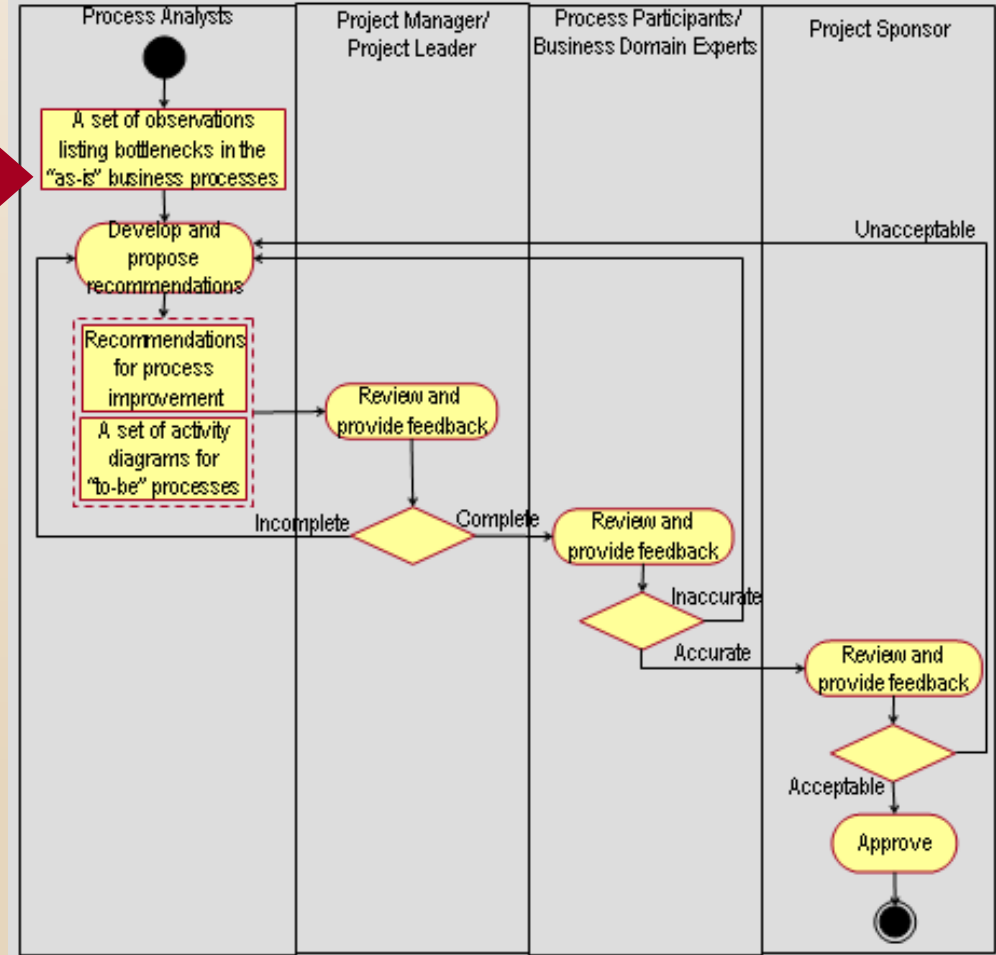 Process Analysts
Project Manager/
Project Leader
Process Participants/
Business Domain Experts
Project Sponsor
A set of observations
listing bottlenecks in the
"as-is" business processes
Unacceptable
Develop and
propose
recommendations
Recommendations
for process
improvement
A set of activity
diagrams for
"to-be" processes
Review and
provide feedback
Incomplete
Complete
Review and
provide feedback
Inaccurate
Accurate
Review and
provide feedback
Acceptable
Approve